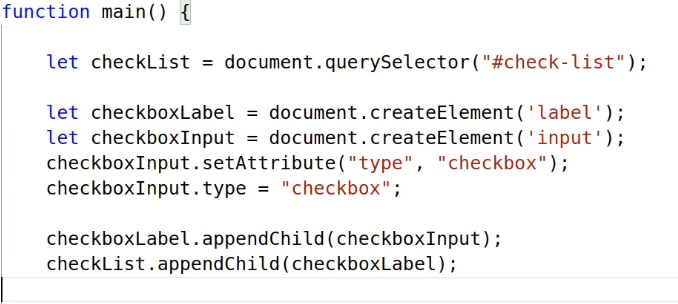 function main() {
let checkList = document.querySelector("#check-list");
let checkboxLabel = document.createElement('label');
let checkboxInput = document.createElement('input');
checkboxInput.setAttribute("type", "checkbox");
checkboxInput.type = "checkbox";
checkboxLabel.appendChild(checkboxInput);
checkList.appendChild(checkboxLabel);